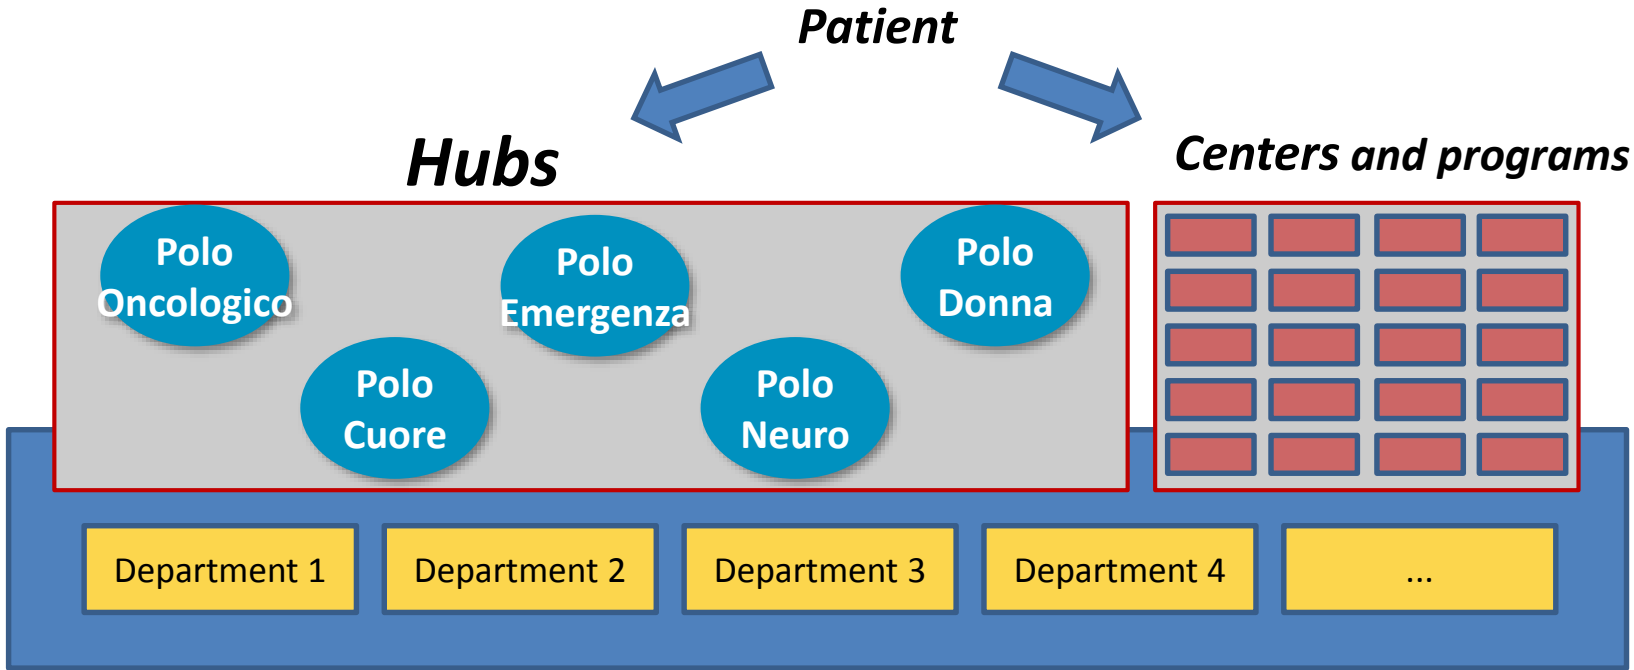 Patient
Hubs
Centers and programs
Polo
Oncologico
Polo
Emergenza
Polo
Donna
Polo
Cuore
Polo
Neuro
Department 1
Department 2
Department 3
Department 4
...